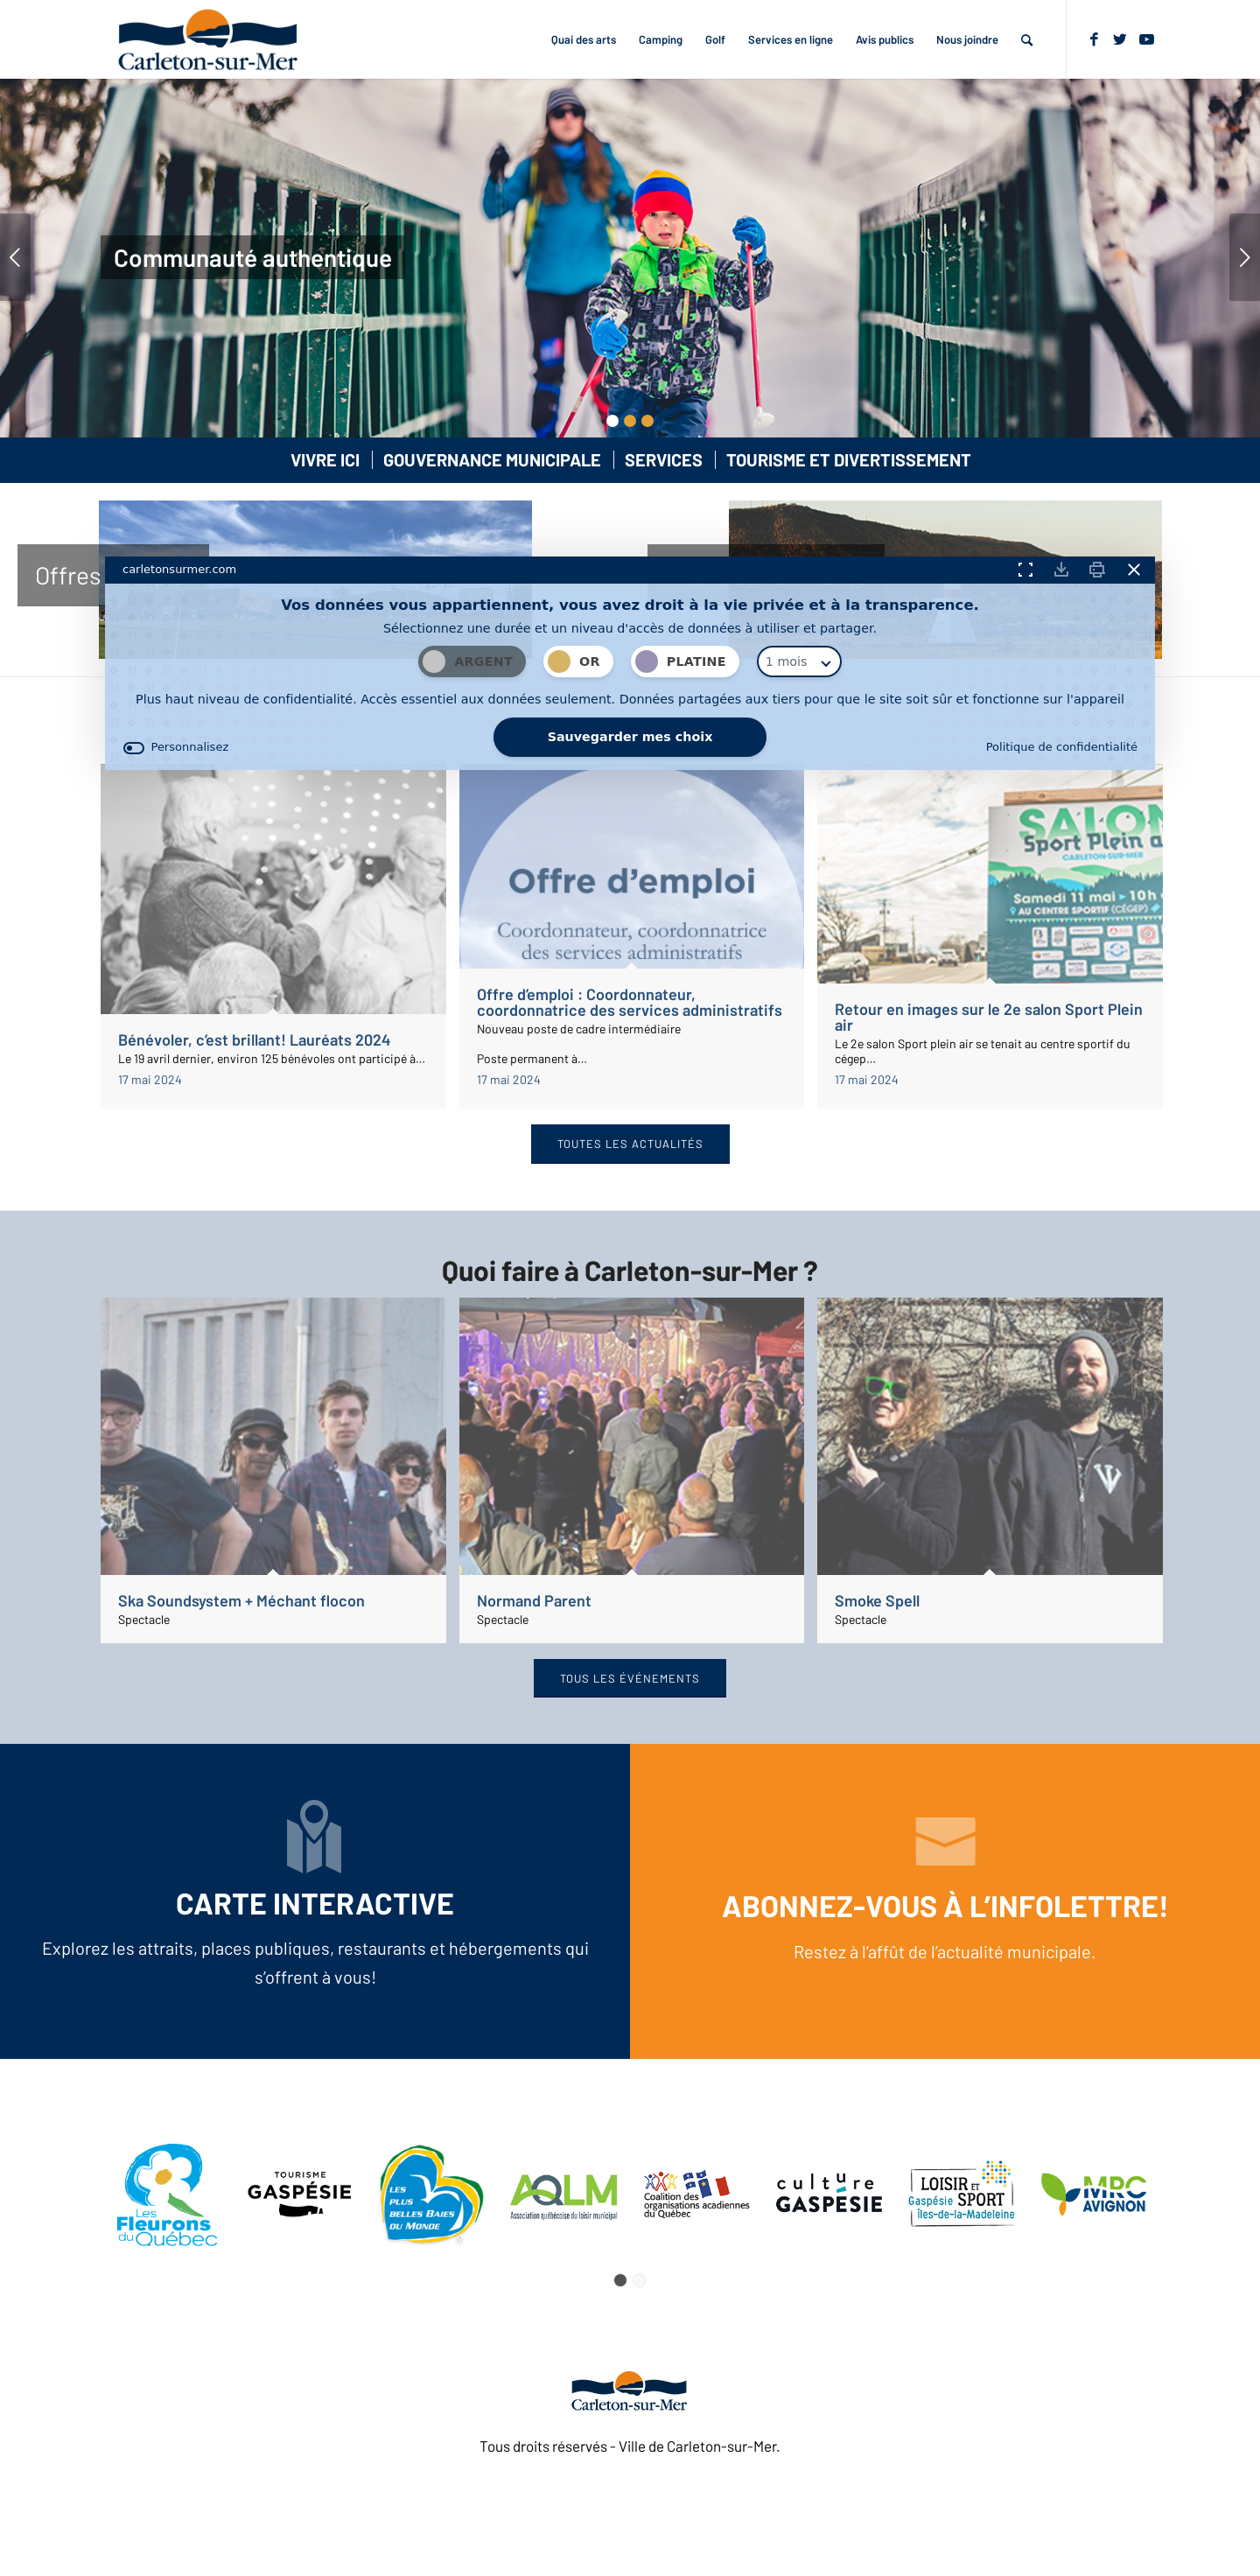 Carleton-sur-Mer
Quai des arts
Camping
Golf
Services en ligne
Avis publics
Nous joindre
Communauté authentique
VIVRE ICI
GOUVERNANCE MUNICIPALE
SERVICES
TOURISME ET DIVERTISSEMENT
Offres
carletonsurmer.com
Vos données vous appartiennent, vous avez droit à la vie privée et à la transparence.
Sélectionnez une durée et un niveau d'accès de données à utiliser et partager.
ARGENT
OR
PLATINE
1 mois
Plus haut niveau de confidentialité. Accès essentiel aux données seulement. Données partagées aux tiers pour que le site soit sûr et fonctionne sur l'appareil
Personnalisez
Sauvegarder mes choix
Politique de confidentialité
Offre d’emploi
Coordonnateur, coordonnatrice
des services administratifs
SALON
Sport Plein a
CARLETON-SUR-MER
Samedi 11 mai
10h
AU CENTRE SPORTIF (CÉGEP)
Bénévoler, c’est brillant! Lauréats 2024
Le 19 avril dernier, environ 125 bénévoles ont participé à…
17 mai 2024
Offre d’emploi : Coordonnateur,
coordonnatrice des services administratifs
Nouveau poste de cadre intermédiaire
Poste permanent à…
17 mai 2024
Retour en images sur le 2e salon Sport Plein
air
Le 2e salon Sport plein air se tenait au centre sportif du
cégep…
17 mai 2024
TOUTES LES ACTUALITÉS
Quoi faire à Carleton-sur-Mer ?
Ska Soundsystem + Méchant flocon
Spectacle
Normand Parent
Spectacle
Smoke Spell
Spectacle
TOUS LES ÉVÉNEMENTS
CARTE INTERACTIVE
Explorez les attraits, places publiques, restaurants et hébergements qui
s’offrent à vous!
ABONNEZ-VOUS À L’INFOLETTRE!
Restez à l’affût de l’actualité municipale.
Les
Fleurons
du Québec
TOURISME
GASPÉSIE
LES
PLUS
BELLES BAIES
DU MONDE
AQLM
Association québécoise du loisir municipal
Coalition des
organisations acadiennes
du Québec
culture
GASPÉSIE
LOISIR ET
SPORT
Gaspésie
Îles-de-la-Madeleine
MRC
AVIGNON
Carleton-sur-Mer
Tous droits réservés - Ville de Carleton-sur-Mer.